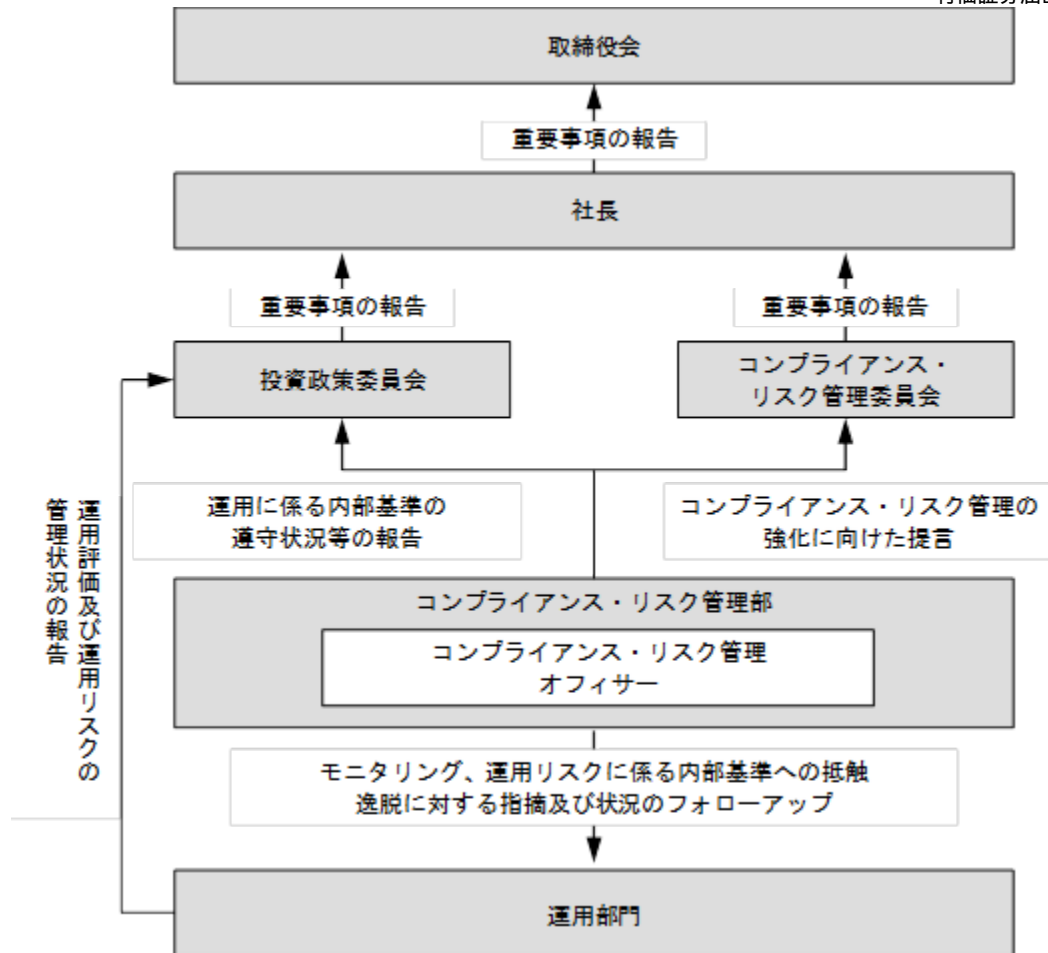 取締役会
重要事項の報告
社長
重要事項の報告
重要事項の報告
投資政策委員会
コンプライアンス・
リスク管理委員会
運用に係る内部基準の
遵守状況等の報告
コンプライアンス・リスク管理の
強化に向けた提言
運用評価及び運用リスクの
管理状況の報告
コンプライアンス・リスク管理部
コンプライアンス・リスク管理
オフィサー
モニタリング、運用リスクに係る内部基準への抵触
逸脱に対する指摘及び状況のフォローアップ
運用部門